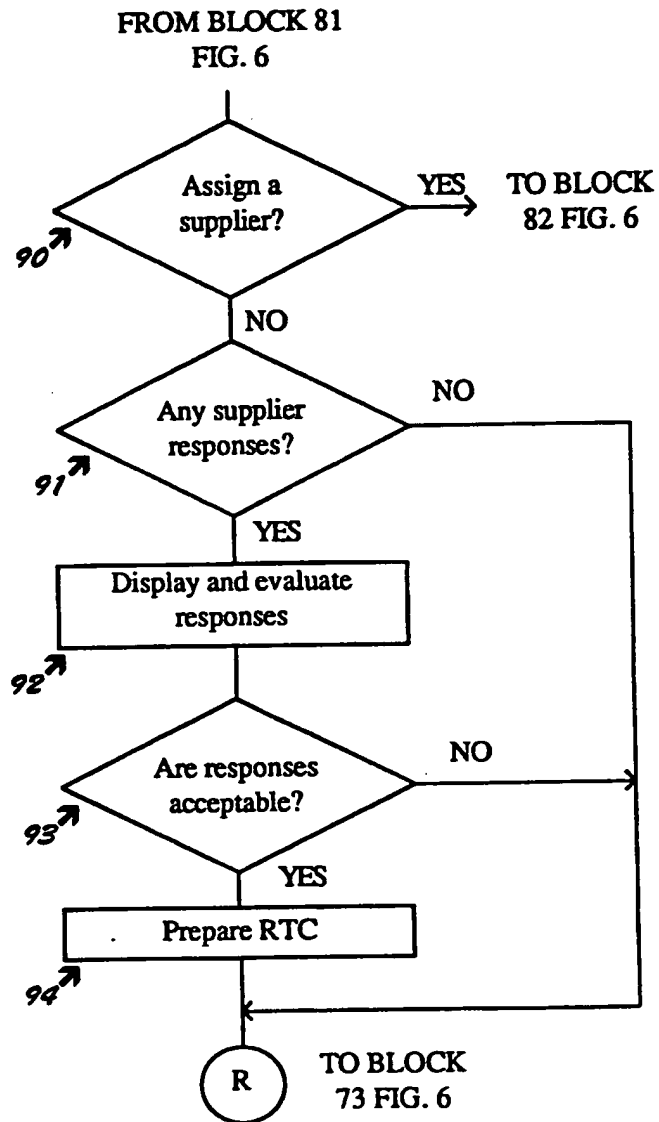 FROM BLOCK 81
FIG. 6
Assign a
supplier?
YES
TO BLOCK
82 FIG. 6
90
NO
Any supplier
responses?
NO
91
YES
Display and evaluate
responses
92
Are responses
acceptable?
NO
93
YES
Prepare RTC
94
R
TO BLOCK
73 FIG. 6